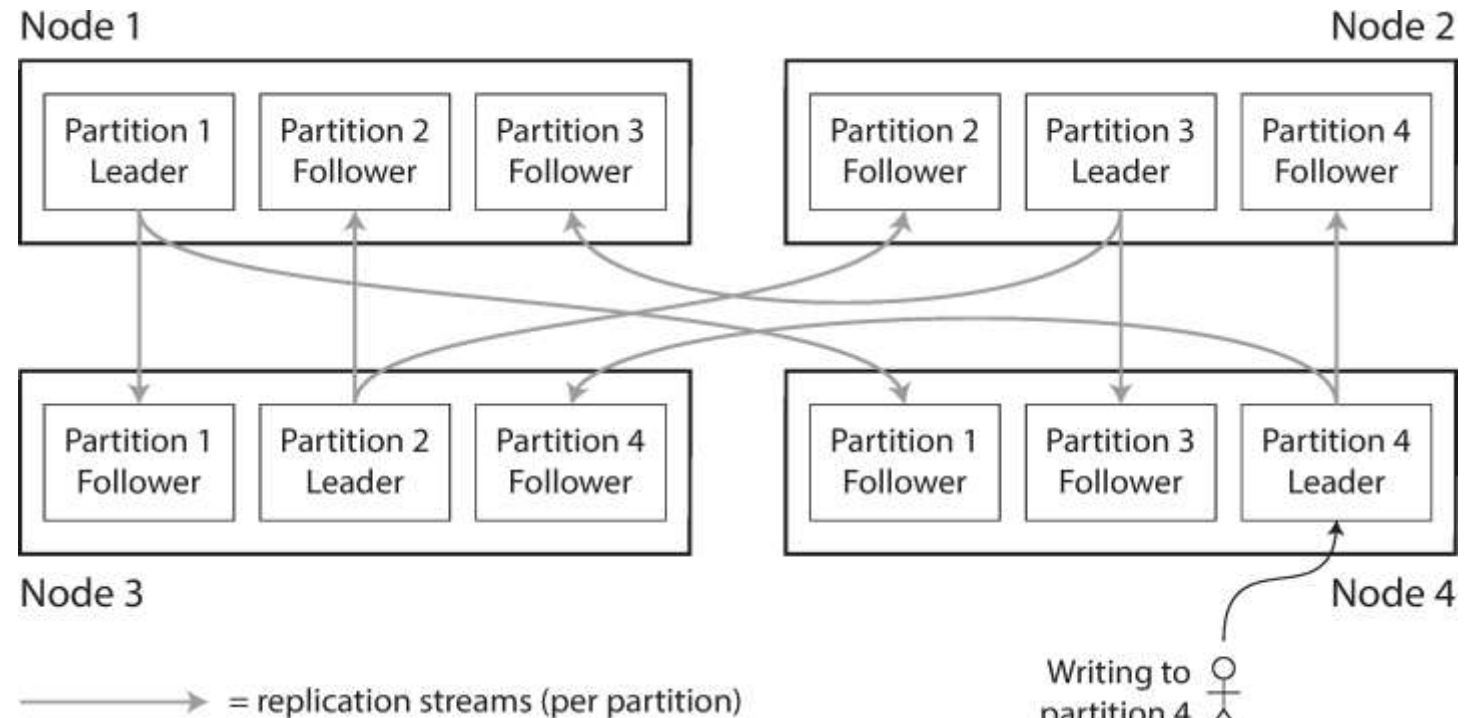 Node 1
Node 2
Partition 1
Leader
Partition 2
Follower
Partition 3
Follower
Partition 2
Follower
Partition 3
Leader
Partition 4
Follower
Partition 1
Follower
Partition 2
Leader
Partition 4
Follower
Partition 1
Follower
Partition 3
Follower
Partition 4
Leader
Node 3
Node 4
= replication streams (per partition)
Writing to
partition 4